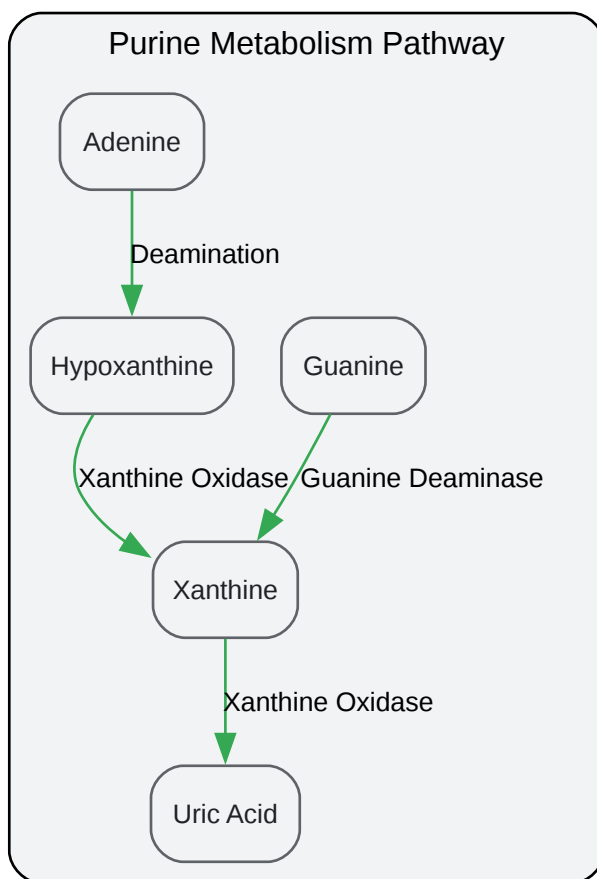 Purine Metabolism Pathway
Adenine
Deamination
Hypoxanthine
Guanine
Xanthine Oxidase
Guanine Deaminase
Xanthine
Xanthine Oxidase
Uric Acid